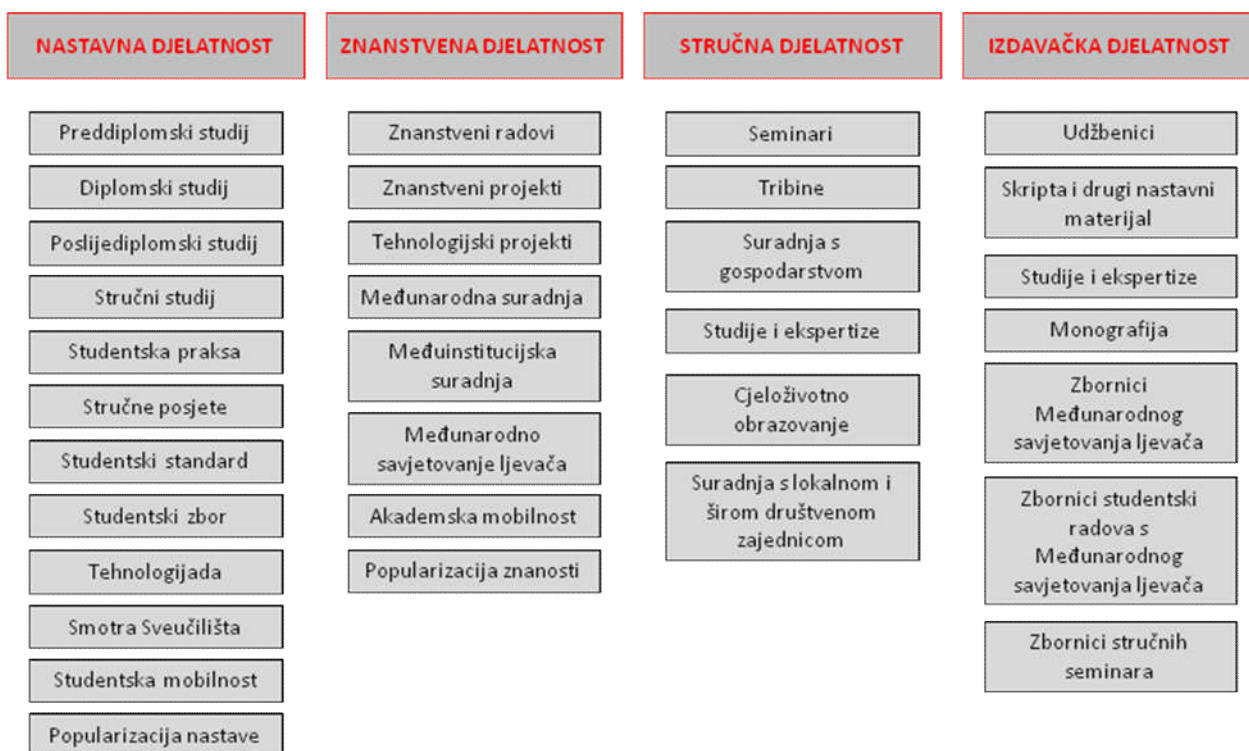 NASTAVNA DJELATNOST
Preddiplomski studij
Diplomski studij
Poslijediplomski studij
Stručni studij
Studentska praksa
Stručne posjete
Studentski standard
Studentski zbor
Tehnologijada
Smotra Sveučilišta
Studentska mobilnost
Popularizacija nastave
ZNANSTVENA DJELATNOST
Znanstveni radovi
Znanstveni projekti
Tehnologijski projekti
Međunarodna suradnja
Međuinstitucijska
suradnja
Međunarodno
savjetovanje ljevača
Akademska mobilnost
Popularizacija znanosti
STRUČNA DJELATNOST
Seminari
Tribine
Suradnja s
gospodarstvom
Studije i ekspertize
Cjeloživotno
obrazovanje
Suradnja s lokalnom i
širom društvenom
zajednicom
IZDAVAČKA DJELATNOST
Udžbenici
Skripta i drugi nastavni
materijal
Studije i ekspertize
Monografija
Zbornici
Međunarodnog
savjetovanja ljevača
Zbornici studentski
radova s
Međunarodnog
savjetovanja ljevača
Zbornici stručnih
seminara